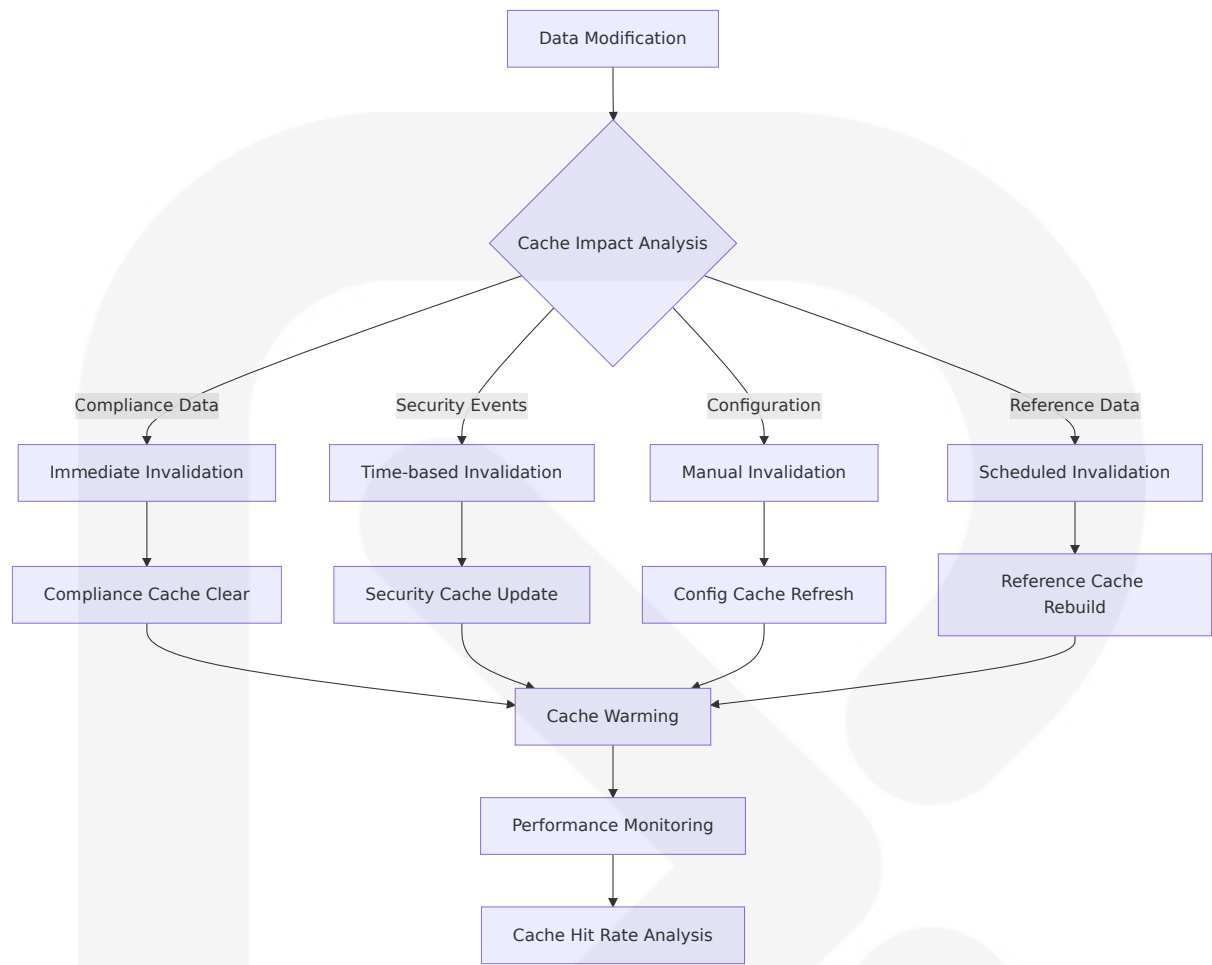 Data Modification
Cache Impact Analysis
Compliance Data
Security Events
Configuration
Reference Data
Immediate Invalidation
Time-based Invalidation
Manual Invalidation
Scheduled Invalidation
Compliance Cache Clear
Security Cache Update
Config Cache Refresh
Reference Cache
Rebuild
Cache Warming
Performance Monitoring
Cache Hit Rate Analysis